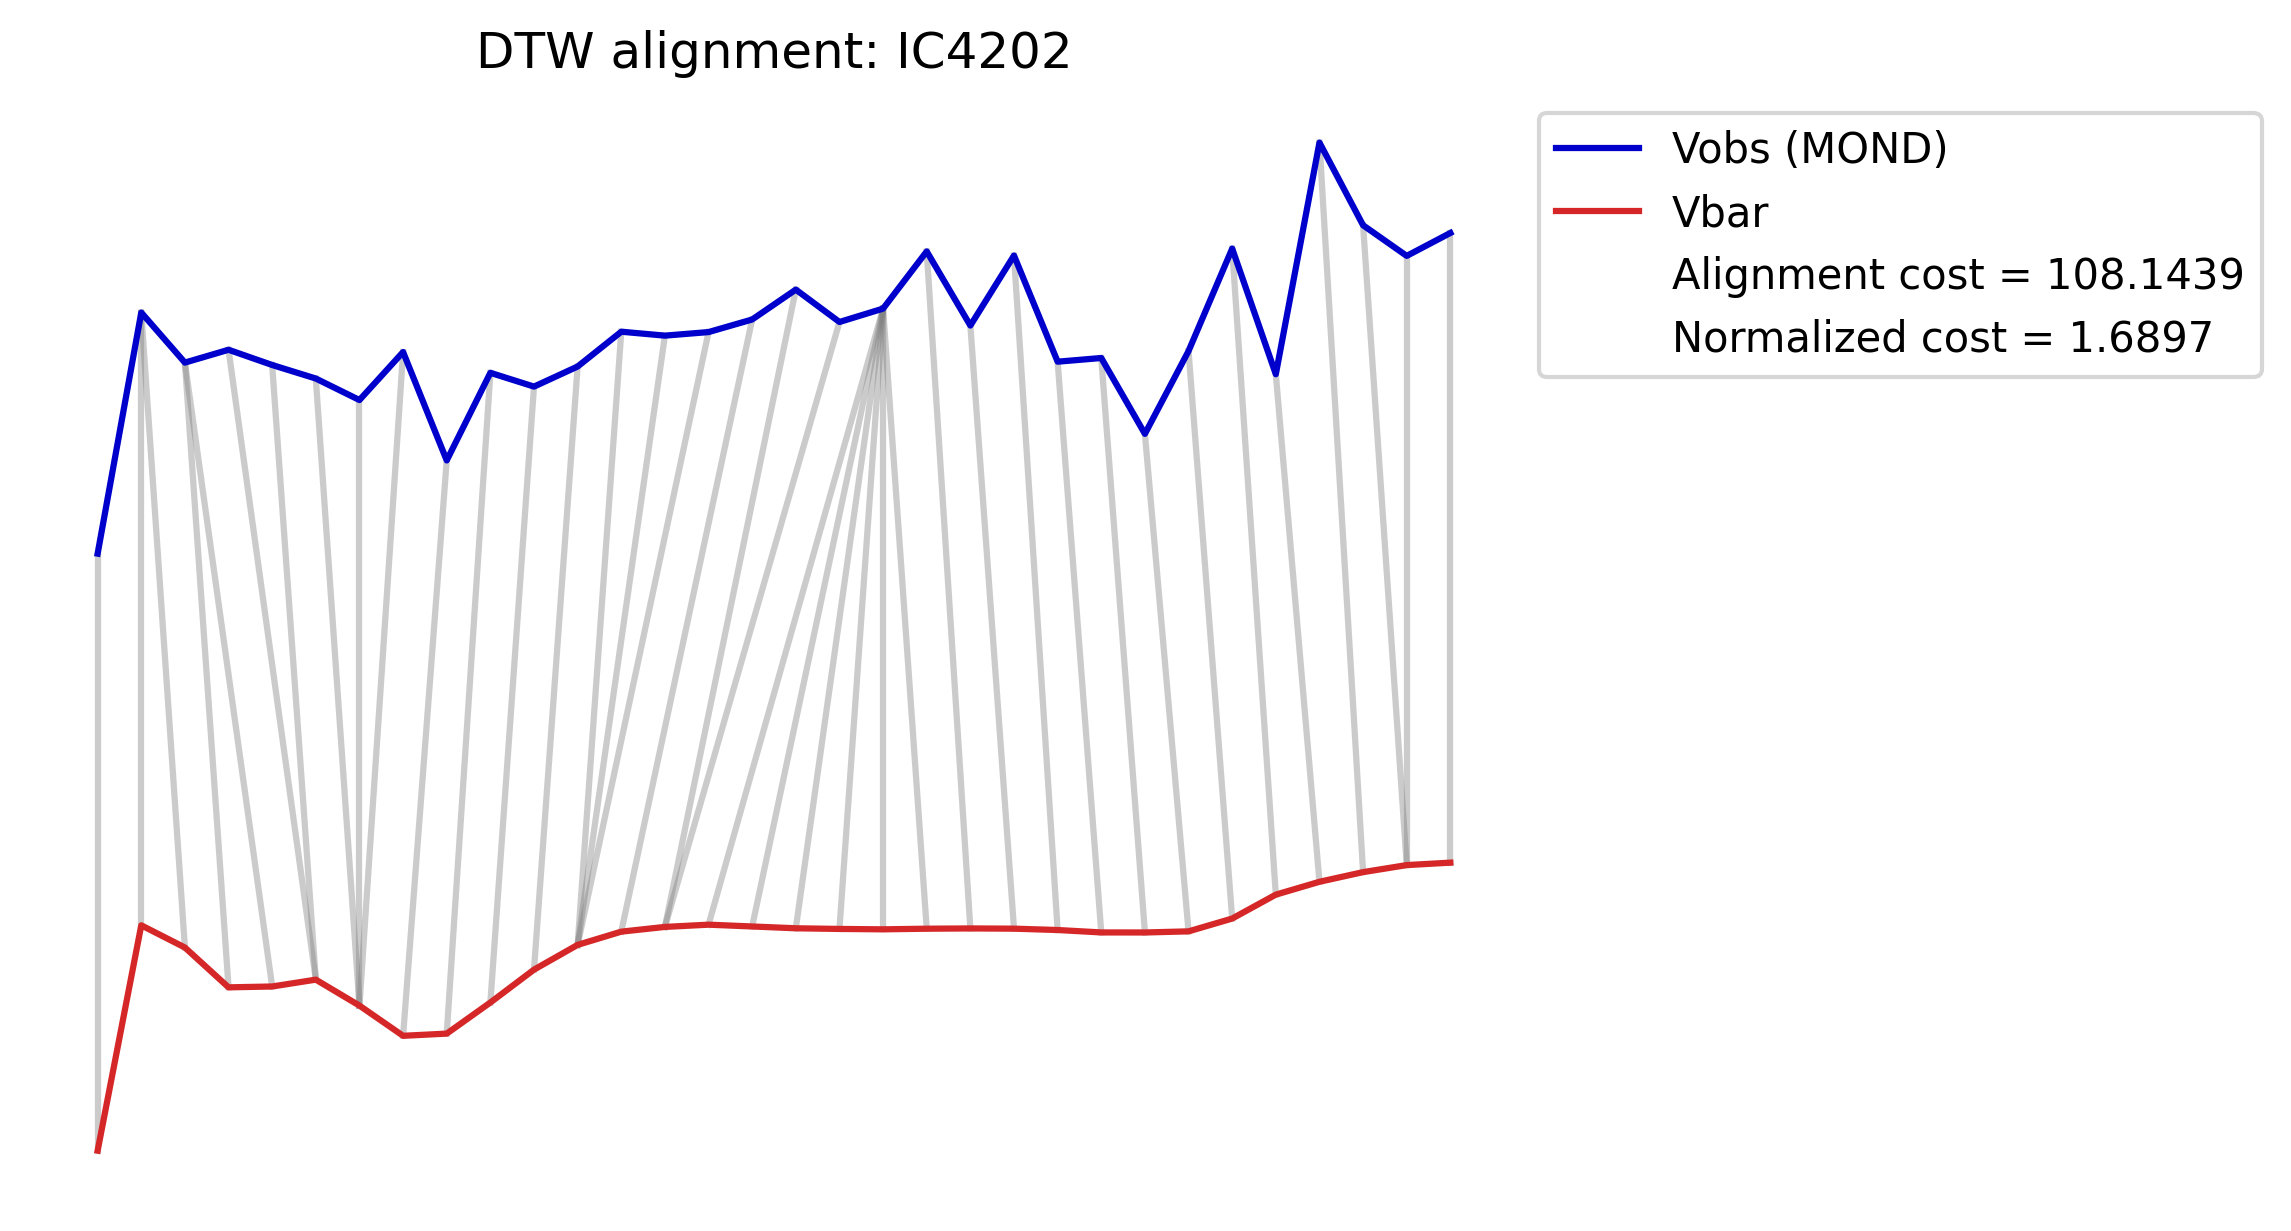 DTW alignment: IC4202
Vobs (MOND)
Vbar
Alignment cost = 108.1439
Normalized cost = 1.6897